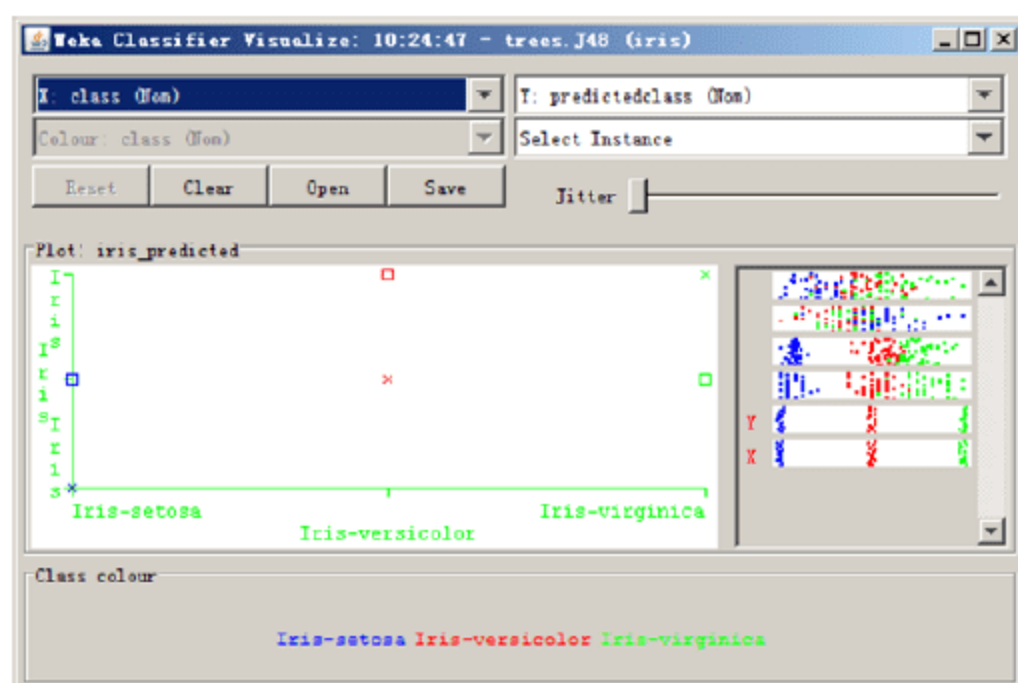 Weka Classifier Visualize: 10:24:47 - trees.J48 (iris)
X: class (Nom)
Y: predictedclass (Nom)
Colour: class (Nom)
Select Instance
Reset
Clear
Open
Save
Jitter
Plot: iris_predicted
Iris
Iris
Iris
Y
X
Iris-setosa
Iris-versicolor
Iris-virginica
Class colour
Iris-setosa Iris-versicolor Iris-virginica